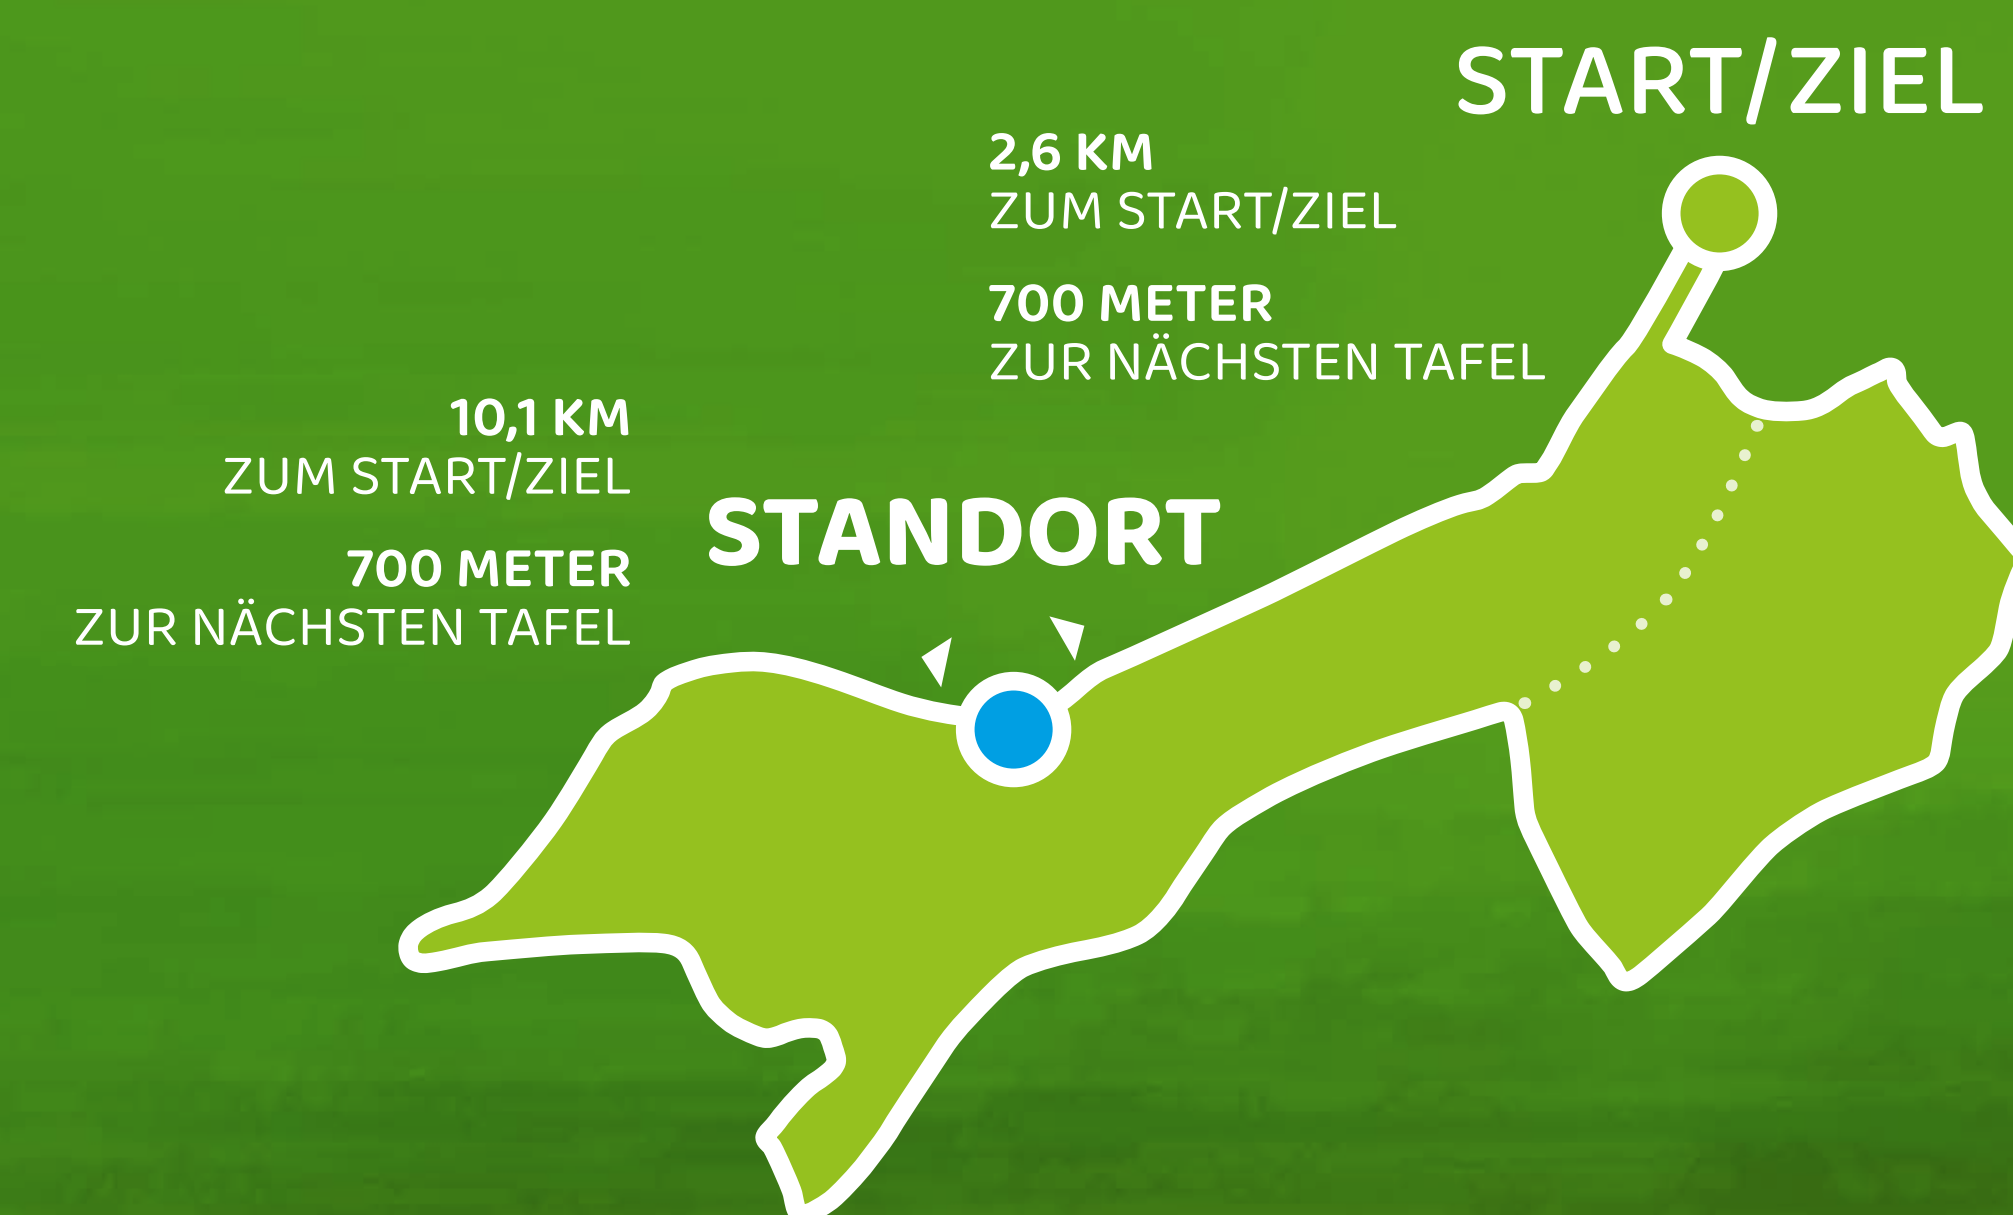 START/ZIEL
2,6 KM
ZUM START/ZIEL
700 METER
ZUR NÄCHSTEN TAFEL
10,1 KM
ZUM START/ZIEL
700 METER
ZUR NÄCHSTEN TAFEL
STANDORT